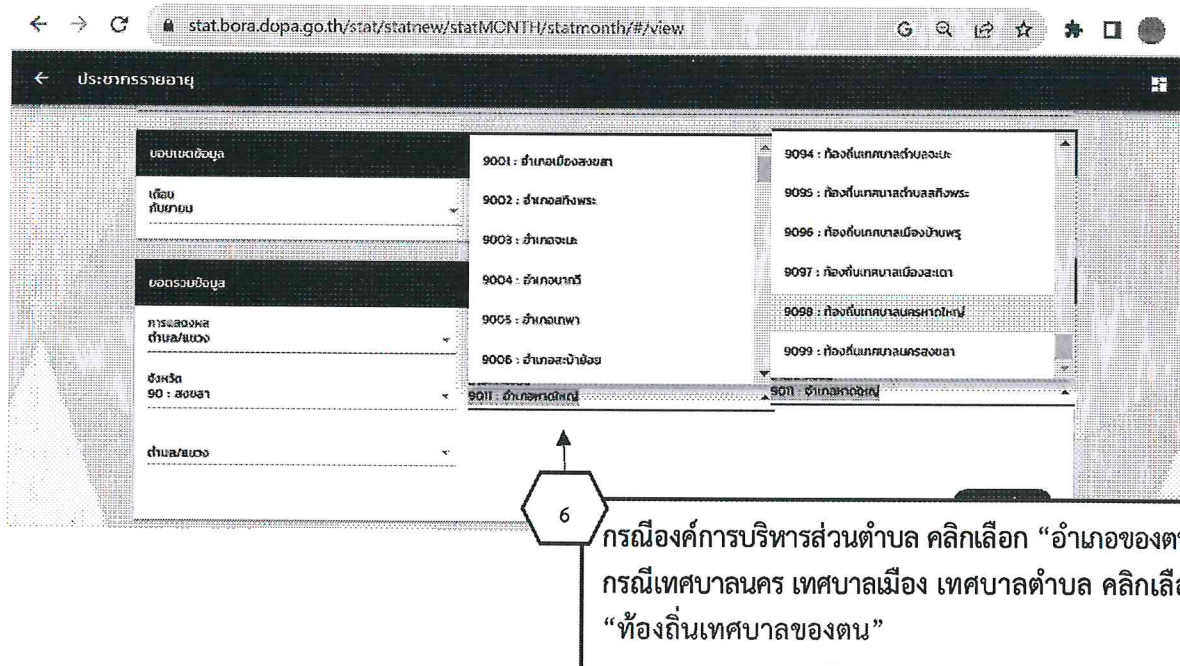 stat.bora.dopa.go.th/stat/statnew/statMONTH/statmonth/#/view
ประชากรรายอายุ
ขอบเขตข้อมูล
เดือน
กันยายน
ยอดรวมข้อมูล
การแสดงผล
ตำบล/แขวง
จังหวัด
90 : สงขลา
ตำบล/แขวง
9001 : อำเภอเมืองสงขลา
9002 : อำเภอสทิงพระ
9003 : อำเภอจะนะ
9004 : อำเภอนาทวี
9005 : อำเภอเทพา
9006 : อำเภอสะบ้าย้อย
9011 : อำเภอหาดใหญ่
9094 : ท้องถิ่นเทศบาลตำบลจะนะ
9095 : ท้องถิ่นเทศบาลตำบลสทิงพระ
9096 : ท้องถิ่นเทศบาลเมืองบ้านพรุ
9097 : ท้องถิ่นเทศบาลเมืองสะเดา
9098 : ท้องถิ่นเทศบาลนครหาดใหญ่
9099 : ท้องถิ่นเทศบาลนครสงขลา
9011 : อำเภอหาดใหญ่
6
กรณีองค์การบริหารส่วนตำบล คลิกเลือก “อำเภอของต
กรณีเทศบาลนคร เทศบาลเมือง เทศบาลตำบล คลิกเลื
“ท้องถิ่นเทศบาลของตน”